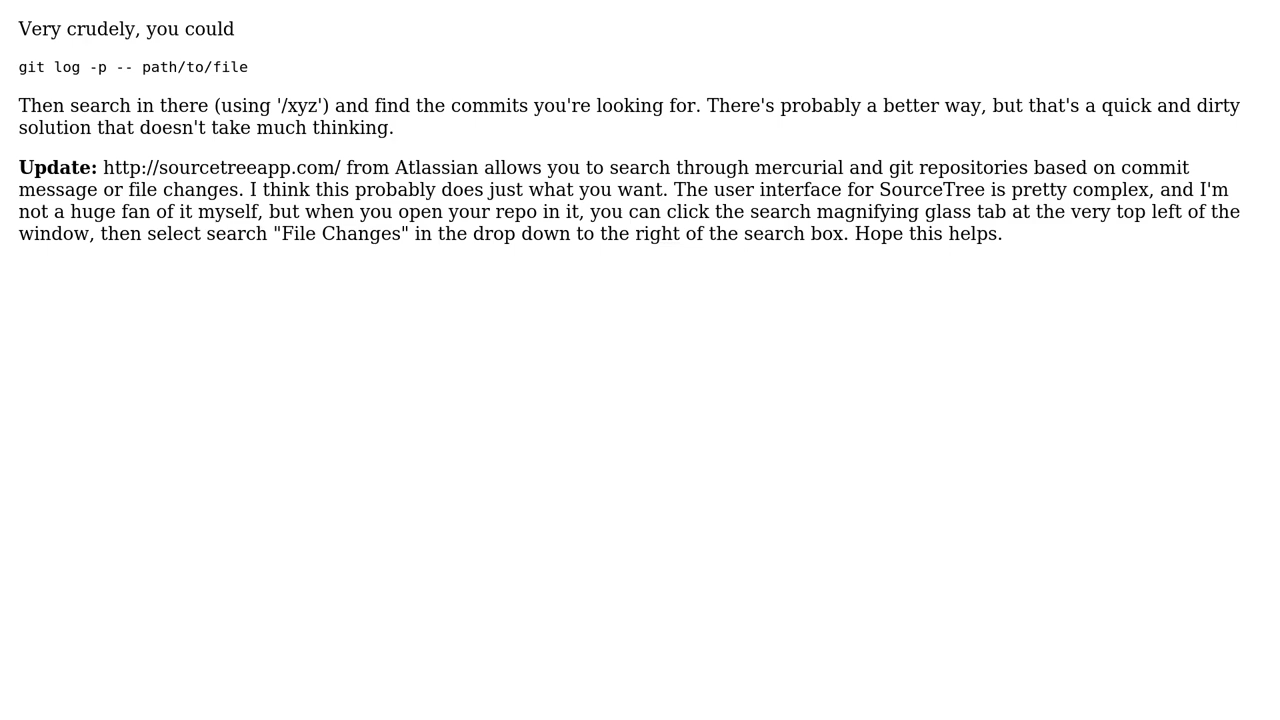 Very crudely, you could
git log -p -- path/to/file
Then search in there (using '/xyz') and find the commits you're looking for. There's probably a better way, but that's a quick and dirty
solution that doesn't take much thinking.
Update: http://sourcetreeapp.com/ from Atlassian allows you to search through mercurial and git repositories based on commit
message or file changes. I think this probably does just what you want. The user interface for SourceTree is pretty complex, and I'm
not a huge fan of it myself, but when you open your repo in it, you can click the search magnifying glass tab at the very top left of the
window, then select search "File Changes" in the drop down to the right of the search box. Hope this helps.